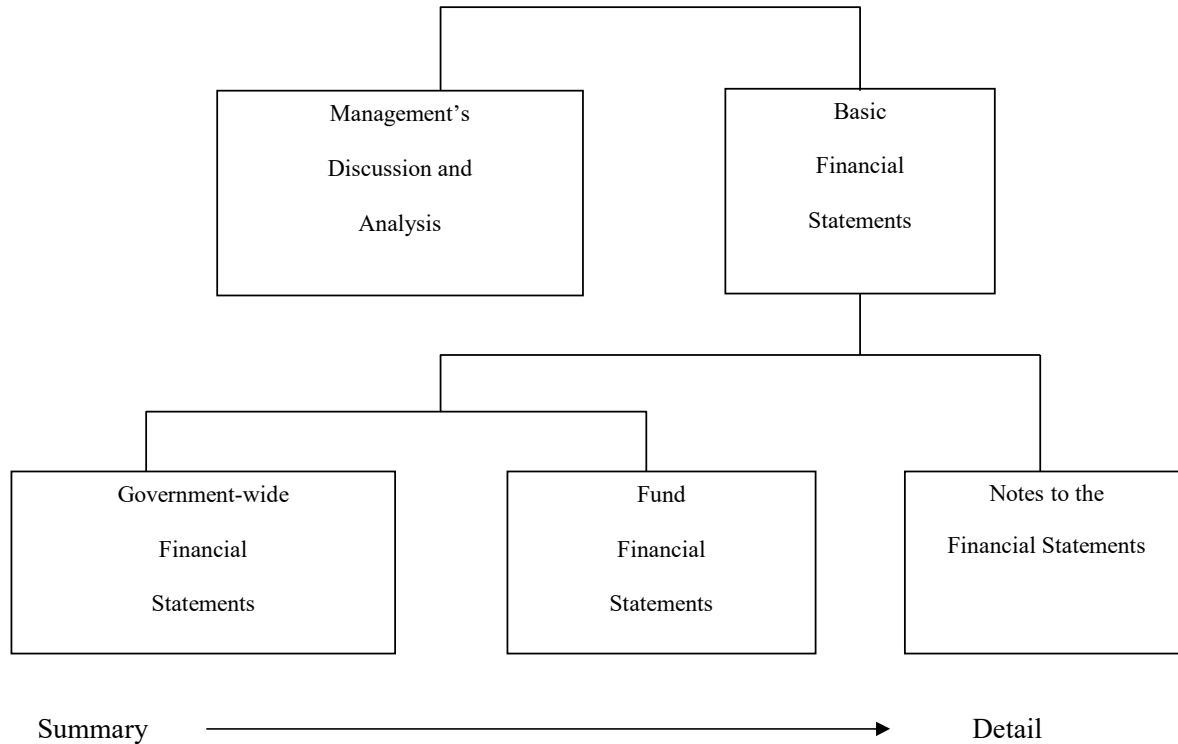 Management’s
Discussion and
Analysis
Basic
Financial
Statements
Government-wide
Financial
Statements
Fund
Financial
Statements
Notes to the
Financial Statements
Summary
Detail